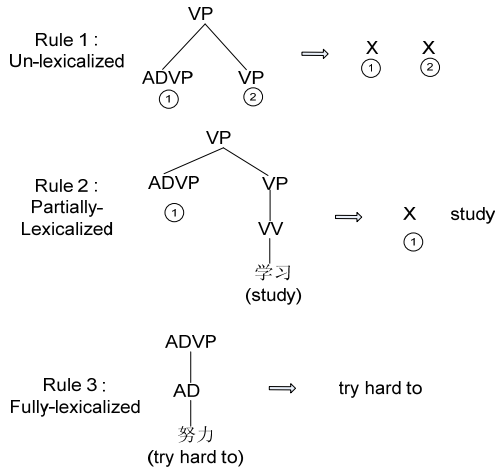 VP
Rule 1 :
Un-lexicalized
ADVP VP
① ②
⇒ X X
① ②
VP
Rule 2 :
Partially-
Lexicalized
ADVP VP
①
VV
⇒ X study
①
学习
(study)
ADVP
Rule 3 :
Fully-lexicalized
AD
⇒ try hard to
努力
(try hard to)